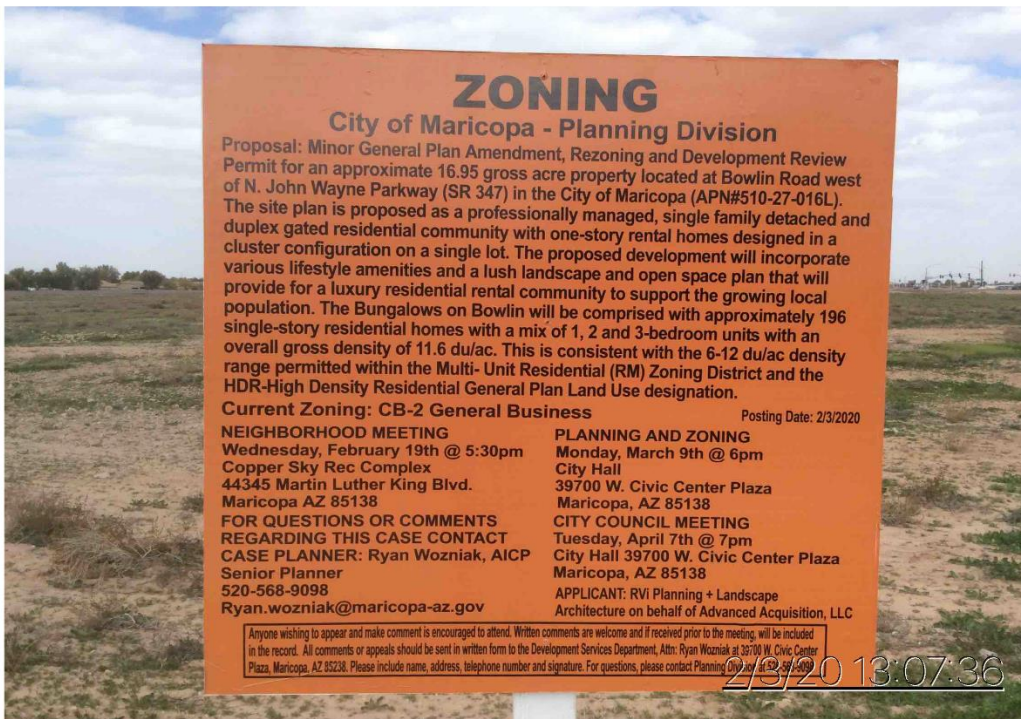 ZONING
City of Maricopa - Planning Division
Proposal: Minor General Plan Amendment, Rezoning and Development Review
Permit for an approximate 16.95 gross acre property located at Bowlin Road west
of N. John Wayne Parkway (SR 347) in the City of Maricopa (APN#510-27-016L).
The site plan is proposed as a professionally managed, single family detached and
duplex gated residential community with one-story rental homes designed in a
cluster configuration on a single lot. The proposed development will incorporate
various lifestyle amenities and a lush landscape and open space plan that will
provide for a luxury residential rental community to support the growing local
population. The Bungalows on Bowlin will be comprised with approximately 196
single-story residential homes with a mix of 1, 2 and 3-bedroom units with an
overall gross density of 11.6 du/ac. This is consistent with the 6-12 du/ac density
range permitted within the Multi- Unit Residential (RM) Zoning District and the
HDR-High Density Residential General Plan Land Use designation.
Current Zoning: CB-2 General Business
Posting Date: 2/3/2020
NEIGHBORHOOD MEETING
Wednesday, February 19th @ 5:30pm
Copper Sky Rec Complex
44345 Martin Luther King Blvd.
Maricopa AZ 85138
FOR QUESTIONS OR COMMENTS
REGARDING THIS CASE CONTACT
CASE PLANNER: Ryan Wozniak, AICP
Senior Planner
520-568-9098
Ryan.wozniak@maricopa-az.gov
PLANNING AND ZONING
Monday, March 9th @ 6pm
City Hall
39700 W. Civic Center Plaza
Maricopa, AZ 85138
CITY COUNCIL MEETING
Tuesday, April 7th @ 7pm
City Hall 39700 W. Civic Center Plaza
Maricopa, AZ 85138
APPLICANT: RVi Planning + Landscape
Architecture on behalf of Advanced Acquisition, LLC
Anyone wishing to appear and make comment is encouraged to attend. Written comments are welcome and if received prior to the meeting, will be included
in the record. All comments or appeals should be sent in written form to the Development Services Department, Attn: Ryan Wozniak at 39700 W. Civic Center
Plaza, Maricopa, AZ 85238. Please include name, address, telephone number and signature. For questions, please contact Planning Division at 520-568-9098
2/3/20 13:07:36